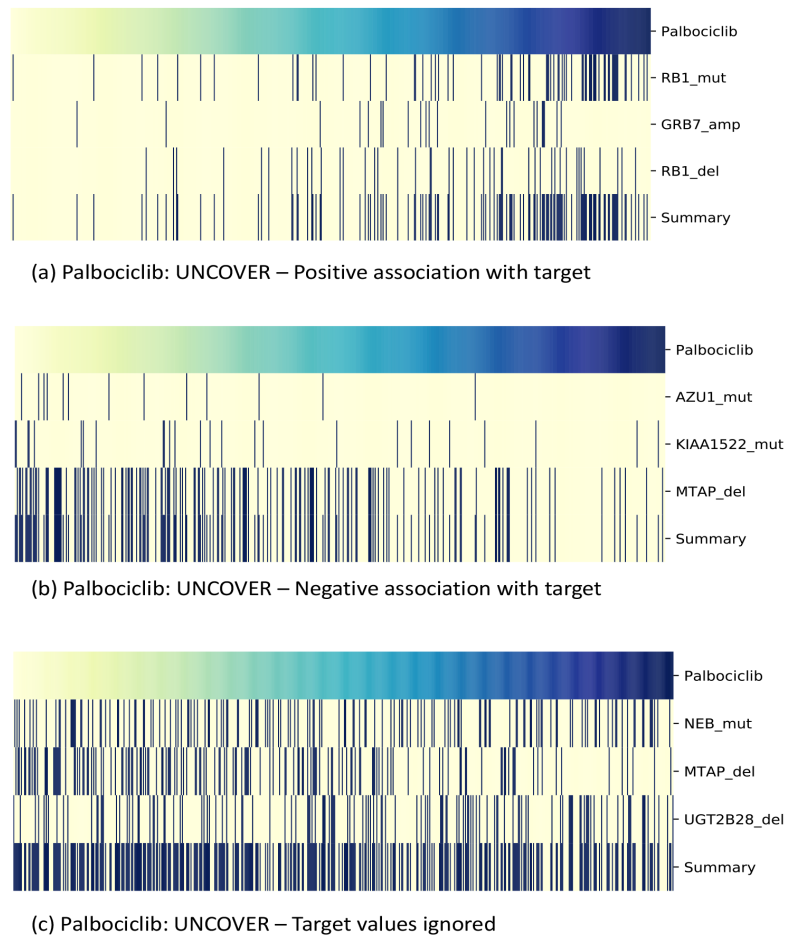 Palbociclib
RB1_mut
GRB7_amp
RB1_del
Summary
(a) Palbociclib: UNCOVER – Positive association with target
Palbociclib
AZU1_mut
KIAA1522_mut
MTAP_del
Summary
(b) Palbociclib: UNCOVER – Negative association with target
Palbociclib
NEB_mut
MTAP_del
UGT2B28_del
Summary
(c) Palbociclib: UNCOVER – Target values ignored